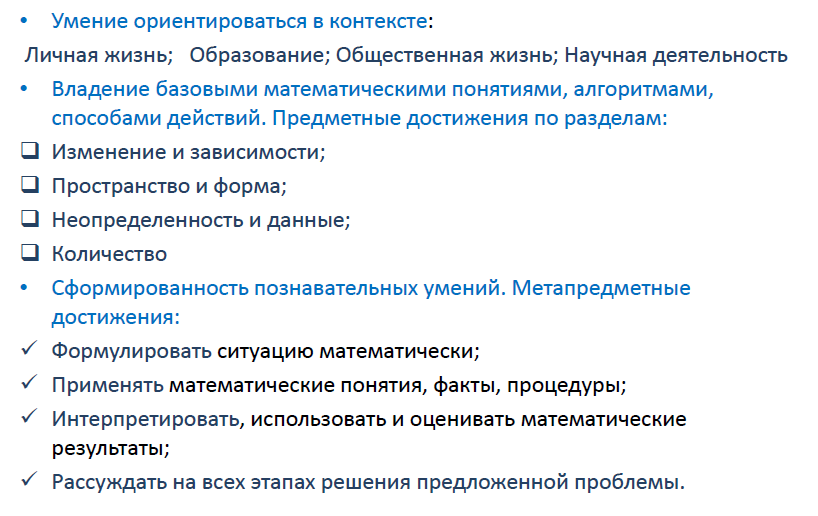 • Умение ориентироваться в контексте:
Личная жизнь; Образование; Общественная жизнь; Научная деятельность
• Владение базовыми математическими понятиями, алгоритмами,
способами действий. Предметные достижения по разделам:
❑ Изменение и зависимости;
❑ Пространство и форма;
❑ Неопределенность и данные;
❑ Количество
• Сформированность познавательных умений. Метапредметные
достижения:
✓ Формулировать ситуацию математически;
✓ Применять математические понятия, факты, процедуры;
✓ Интерпретировать, использовать и оценивать математические
результаты;
✓ Рассуждать на всех этапах решения предложенной проблемы.